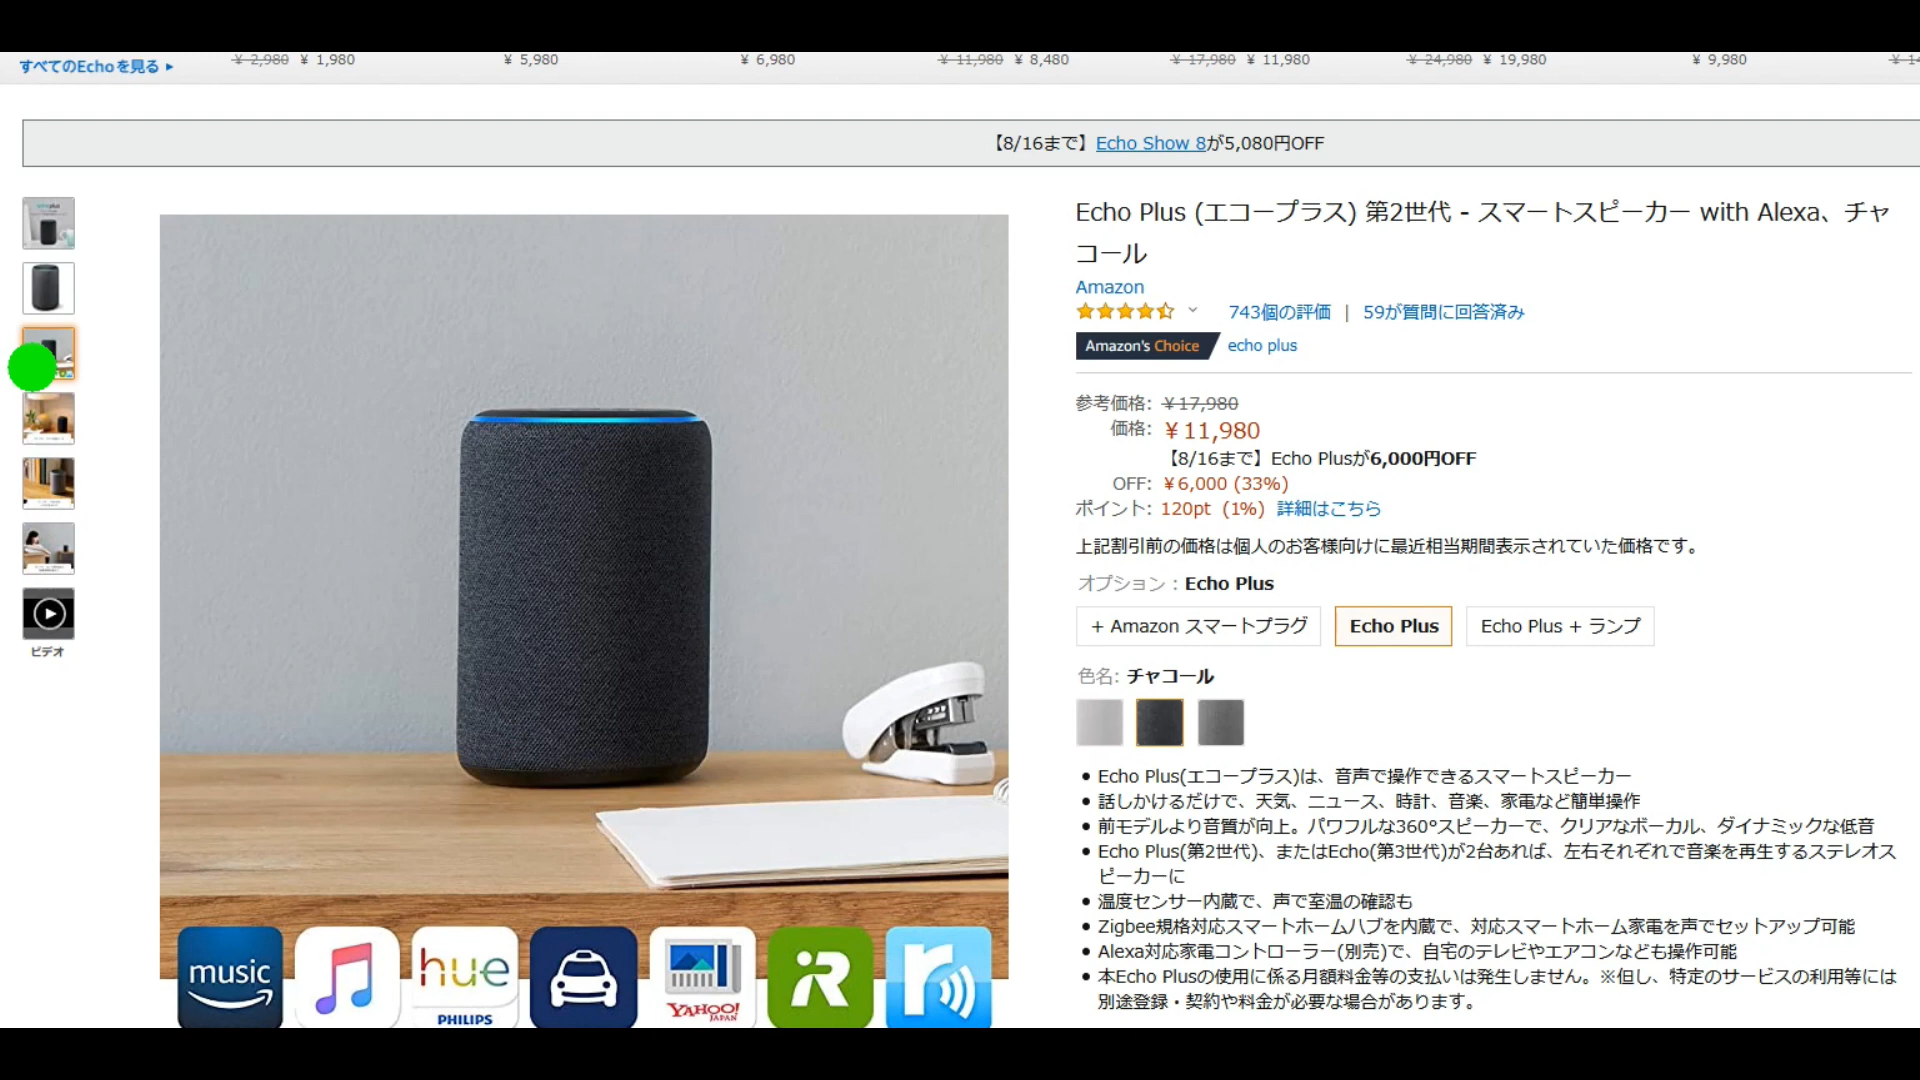 すべてのEchoを見る ▸
¥ 2,980 ¥ 1,980
¥ 5,980
¥ 6,980
¥ 11,980 ¥ 8,480
¥ 17,980 ¥ 11,980
¥ 24,980 ¥ 19,980
¥ 9,980
【8/16まで】Echo Show 8が5,080円OFF
ビデオ
music
hue
PHILIPS
YAHOO!
JAPAN
Echo Plus (エコープラス) 第2世代 - スマートスピーカー with Alexa、チャ
コール
Amazon
743個の評価 | 59が質問に回答済み
Amazon's Choice echo plus
参考価格: ¥17,980
価格: ¥11,980
【8/16まで】Echo Plusが6,000円OFF
OFF: ¥6,000 (33%)
ポイント: 120pt (1%) 詳細はこちら
上記割引前の価格は個人のお客様向けに最近相当期間表示されていた価格です。
オプション : Echo Plus
+ Amazon スマートプラグ
Echo Plus
Echo Plus + ランプ
色名: チャコール
• Echo Plus(エコープラス)は、音声で操作できるスマートスピーカー
• 話しかけるだけで、天気、ニュース、時計、音楽、家電など簡単操作
• 前モデルより音質が向上。パワフルな360°スピーカーで、クリアなボーカル、ダイナミックな低音
• Echo Plus(第2世代)、またはEcho(第3世代)が2台あれば、左右それぞれで音楽を再生するステレオス
ピーカーに
• 温度センサー内蔵で、声で室温の確認も
• Zigbee規格対応スマートホームハブを内蔵で、対応スマートホーム家電を声でセットアップ可能
• Alexa対応家電コントローラー(別売)で、自宅のテレビやエアコンなども操作可能
• 本Echo Plusの使用に係る月額料金等の支払いは発生しません。※但し、特定のサービスの利用等には
別途登録・契約や料金が必要な場合があります。